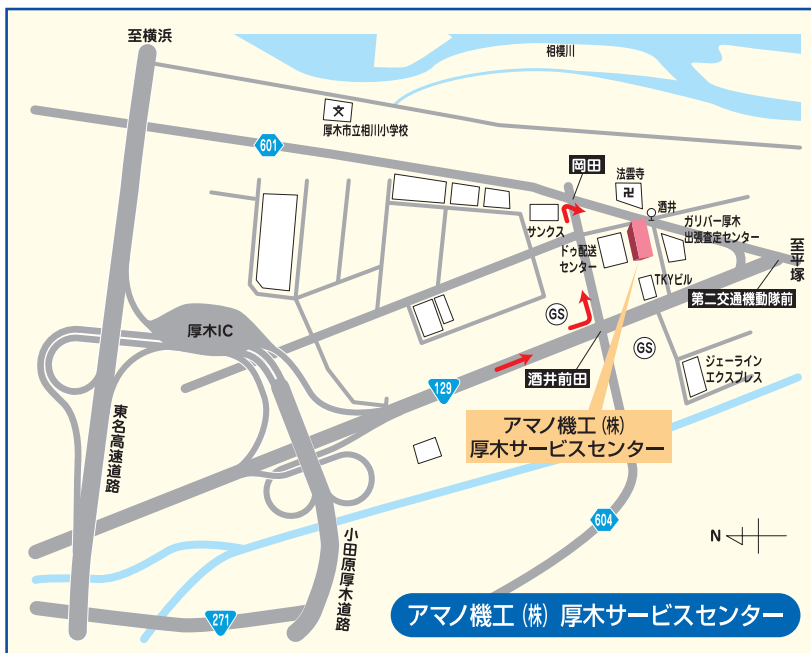 至横浜
相模川
厚木市立相川小学校
601
岡田
法雲寺
酒井
サンクス
ガリバー厚木
出張査定センター
ドゥ配送
センター
至平塚
TKYビル
第二交通機動隊前
GS
厚木IC
GS
酒井前田
ジェーライン
エクスプレス
129
東名高速道路
アマノ機工(株)
厚木サービスセンター
604
小田原厚木道路
N
271
アマノ機工(株) 厚木サービスセンター